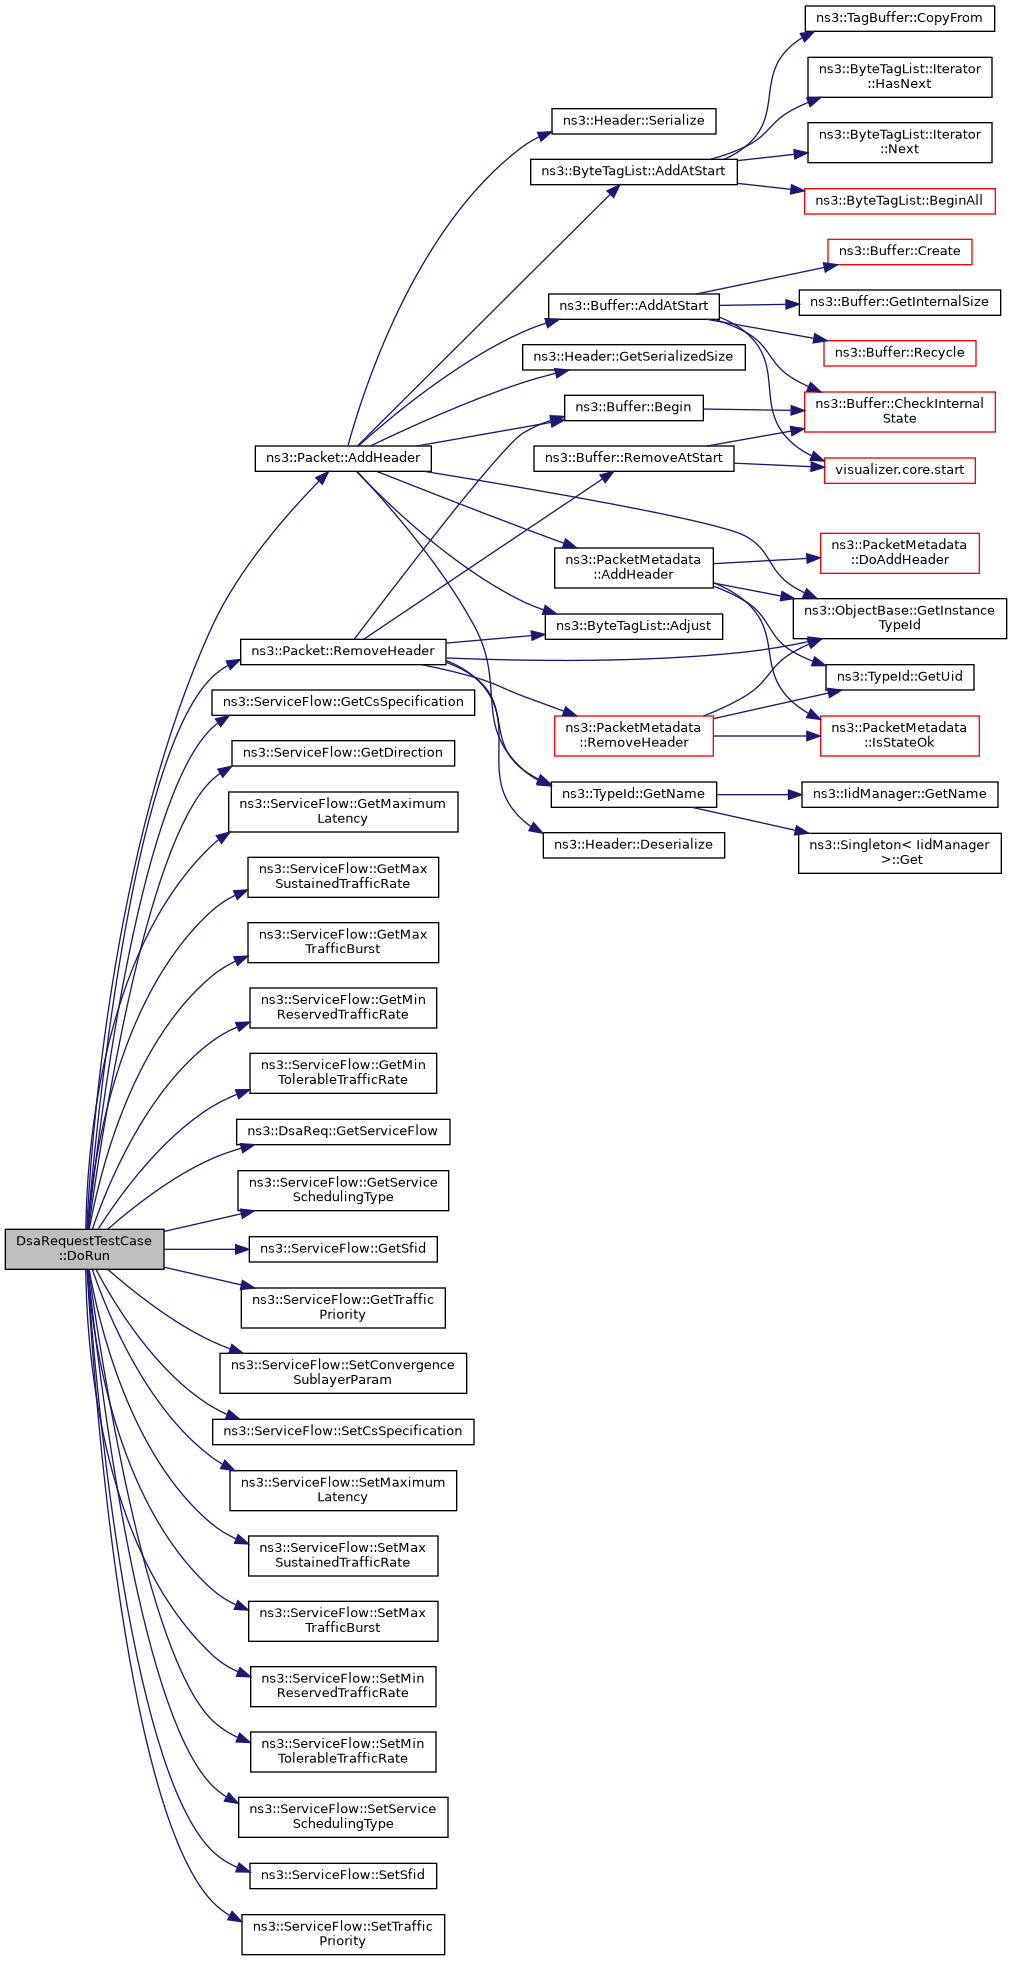 ns3::TagBuffer::CopyFrom
ns3::ByteTagList::Iterator
::HasNext
ns3::Header::Serialize
ns3::ByteTagList::Iterator
::Next
ns3::ByteTagList::AddAtStart
ns3::ByteTagList::BeginAll
ns3::Buffer::Create
ns3::Buffer::AddAtStart
ns3::Buffer::GetInternalSize
ns3::Header::GetSerializedSize
ns3::Buffer::Recycle
ns3::Buffer::Begin
ns3::Buffer::CheckInternal
State
ns3::Packet::AddHeader
ns3::Buffer::RemoveAtStart
visualizer.core.start
ns3::PacketMetadata
::AddHeader
ns3::PacketMetadata
::DoAddHeader
ns3::ObjectBase::GetInstance
TypeId
ns3::ByteTagList::Adjust
ns3::Packet::RemoveHeader
ns3::TypeId::GetUid
ns3::ServiceFlow::GetCsSpecification
ns3::PacketMetadata
::RemoveHeader
ns3::PacketMetadata
::IsStateOk
ns3::ServiceFlow::GetDirection
ns3::TypeId::GetName
ns3::IidManager::GetName
ns3::ServiceFlow::GetMaximum
Latency
ns3::Header::Deserialize
ns3::Singleton< IidManager
>::Get
ns3::ServiceFlow::GetMax
SustainedTrafficRate
ns3::ServiceFlow::GetMax
TrafficBurst
ns3::ServiceFlow::GetMin
ReservedTrafficRate
ns3::ServiceFlow::GetMin
TolerableTrafficRate
ns3::DsaReq::GetServiceFlow
ns3::ServiceFlow::GetService
SchedulingType
DsaRequestTestCase
::DoRun
ns3::ServiceFlow::GetSfid
ns3::ServiceFlow::GetTraffic
Priority
ns3::ServiceFlow::SetConvergence
SublayerParam
ns3::ServiceFlow::SetCsSpecification
ns3::ServiceFlow::SetMaximum
Latency
ns3::ServiceFlow::SetMax
SustainedTrafficRate
ns3::ServiceFlow::SetMax
TrafficBurst
ns3::ServiceFlow::SetMin
ReservedTrafficRate
ns3::ServiceFlow::SetMin
TolerableTrafficRate
ns3::ServiceFlow::SetService
SchedulingType
ns3::ServiceFlow::SetSfid
ns3::ServiceFlow::SetTraffic
Priority